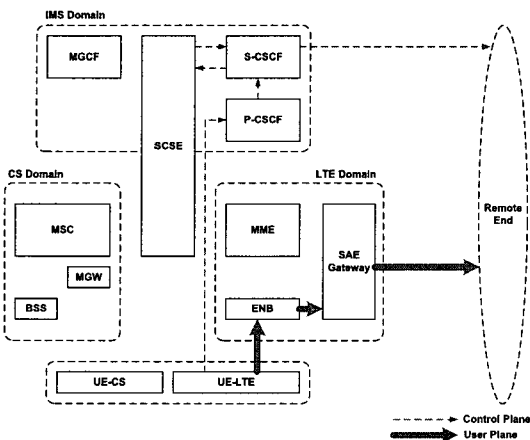 IMS Domain
MGCF
S-CSCF
P-CSCF
SCSE
CS Domain
LTE Domain
MSC
MME
MGW
SAE
Gateway
BSS
ENB
Remote
End
UE-CS
UE-LTE
Control Plane
User Plane